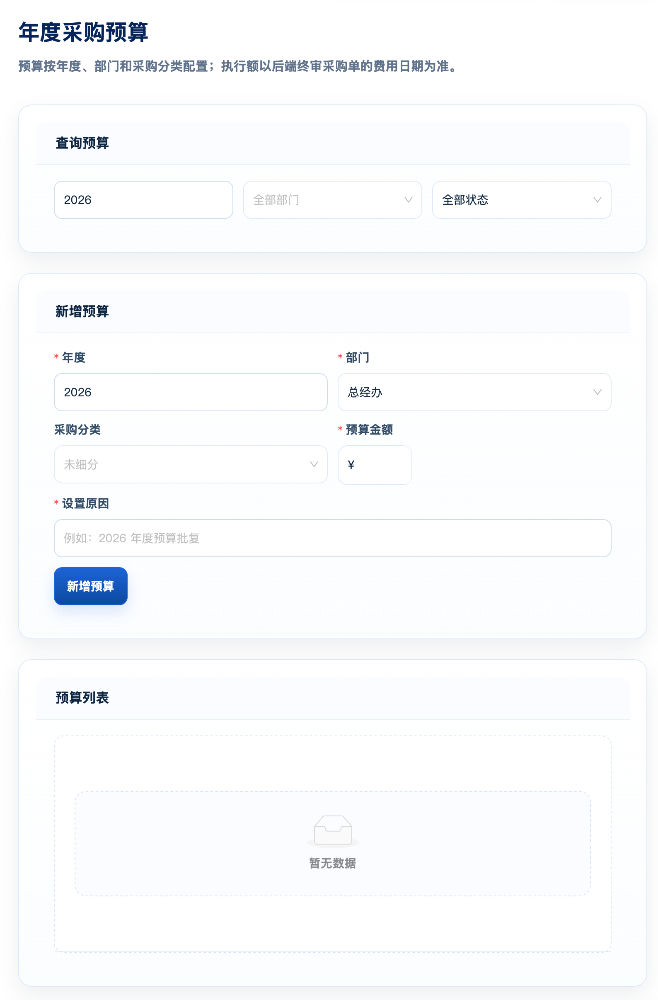 年度采购预算
预算按年度、部门和采购分类配置；执行额以后端终审采购单的费用日期为准。
查询预算
2026 全部部门 全部状态
新增预算
* 年度 * 部门
2026 总经办
采购分类 * 预算金额
未细分 ¥
* 设置原因
例如：2026 年度预算批复
新增预算
预算列表
暂无数据